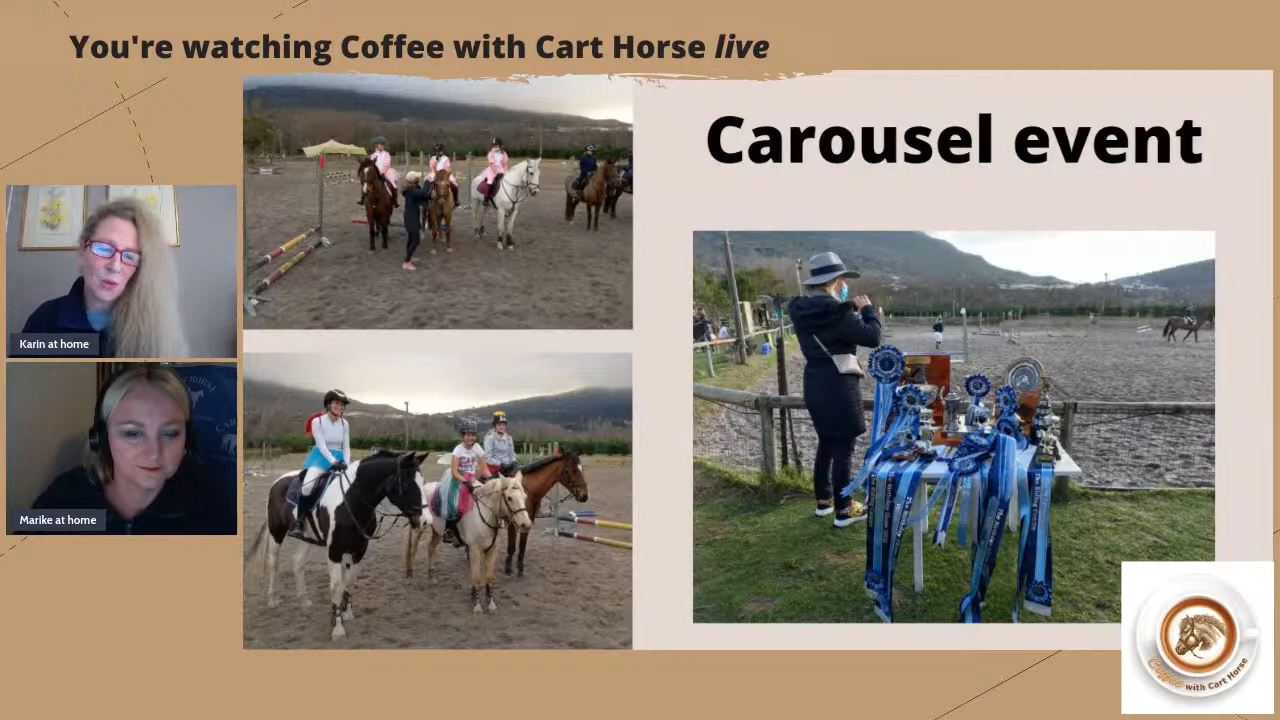 You're watching Coffee with Cart Horse live
Carousel event
Karin at home
Marike at home
Coffee with Cart Horse